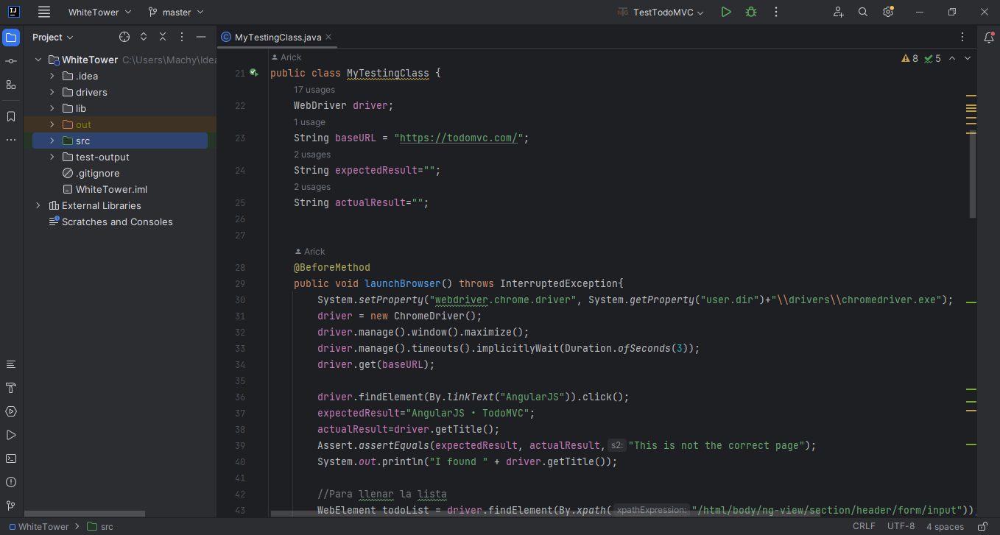 WhiteTower master TestTodoMVC
Project
MyTestingClass.java
WhiteTower C:\Users\Machy\Idea
.idea
drivers
lib
out
src
test-output
.gitignore
WhiteTower.iml
External Libraries
Scratches and Consoles
Arick
8 5
21 public class MyTestingClass {
17 usages
22 WebDriver driver;
1 usage
23 String baseURL = "https://todomvc.com/";
2 usages
24 String expectedResult="";
2 usages
25 String actualResult="";
26
27
Arick
28 @BeforeMethod
29 public void launchBrowser() throws InterruptedException{
30 System.setProperty("webdriver.chrome.driver", System.getProperty("user.dir")+"\\drivers\\chromedriver.exe");
31 driver = new ChromeDriver();
32 driver.manage().window().maximize();
33 driver.manage().timeouts().implicitlyWait(Duration.ofSeconds(3));
34 driver.get(baseURL);
35
36 driver.findElement(By.linkText("AngularJS")).click();
37 expectedResult="AngularJS • TodoMVC";
38 actualResult=driver.getTitle();
39 Assert.assertEquals(expectedResult, actualResult, s2: "This is not the correct page");
40 System.out.println("I found " + driver.getTitle());
41
42 //Para llenar la lista
43 WebElement todoList = driver.findElement(By.xpath( xpathExpression: "/html/body/ng-view/section/header/form/input"))
WhiteTower > src
CRLF UTF-8 4 spaces